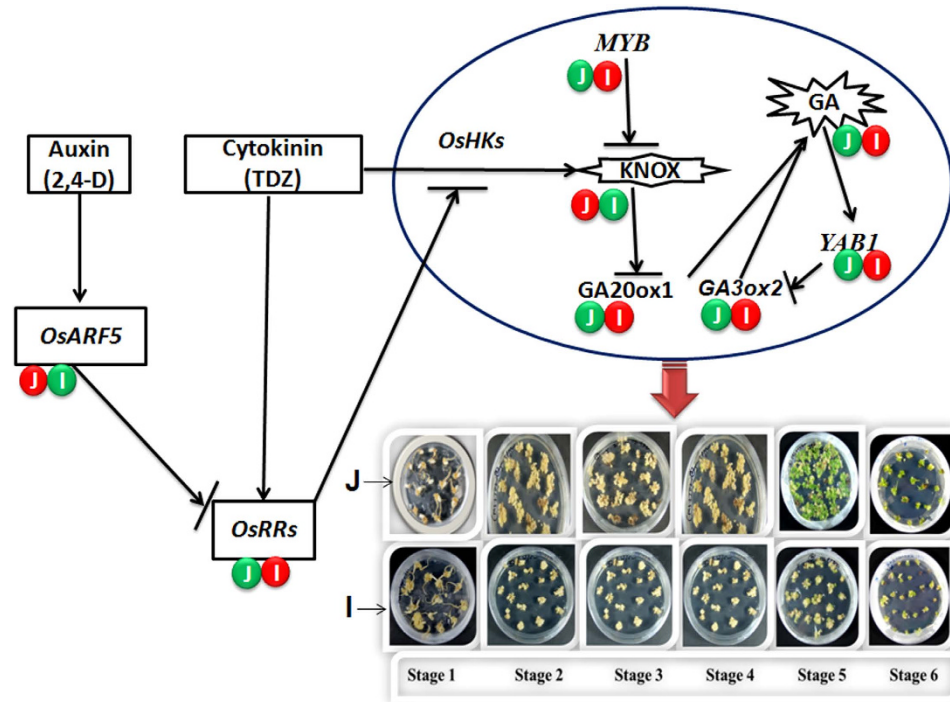 MYB
J I
GA
J I
Auxin
(2,4-D)
Cytokinin
(TDZ)
OsHKs
KNOX
J I
YAB1
J I
GA20ox1
J I
GA3ox2
J I
OsARF5
J I
OsRRs
J I
J
I
Stage 1 Stage 2 Stage 3 Stage 4 Stage 5 Stage 6